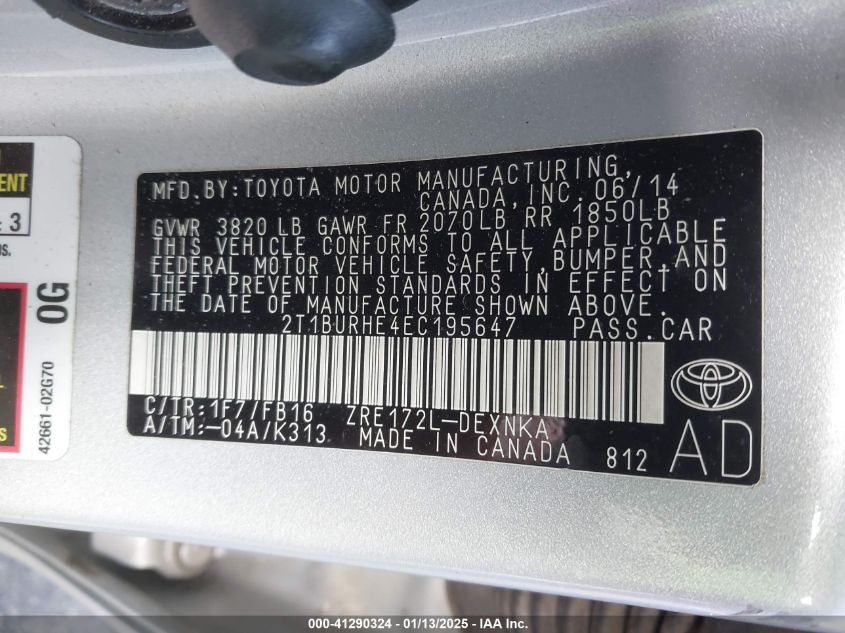 MFD. BY: TOYOTA MOTOR MANUFACTURING,
CANADA, INC. 06/14
GVWR 3820 LB GAWR FR 2070LB RR 1850LB
THIS VEHICLE CONFORMS TO ALL APPLICABLE
FEDERAL MOTOR VEHICLE SAFETY, BUMPER, AND
THEFT PREVENTION STANDARDS IN EFFECT ON
THE DATE OF MANUFACTURE SHOWN ABOVE.
2T1BURHE4EC195647 PASS.CAR
C/TR: 1F7/FB16 ZRE172L-DEXNKA
A/TM: -04A/K313 MADE IN CANADA 812
AD
3
0G
42661-02G70
000-41290324 - 01/13/2025 - IAA Inc.